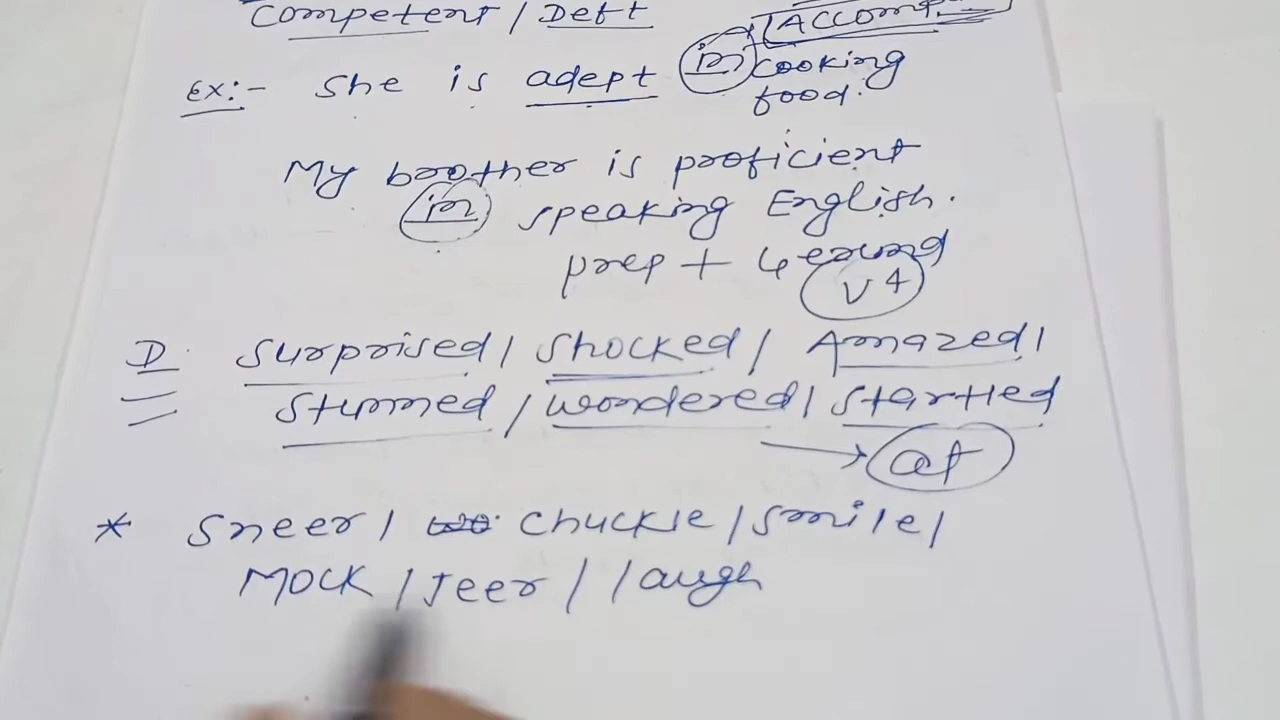 Competent / Deft
(Accomp.
Ex:- She is adept in cooking
food.
My brother is proficient
in speaking English.
prep + Gerund
V4
D. Surprised / Shocked / Amazed /
Stunned / wondered / startled
→ at
* Sneer / chuckle / smile /
Mock / Jeer / laugh